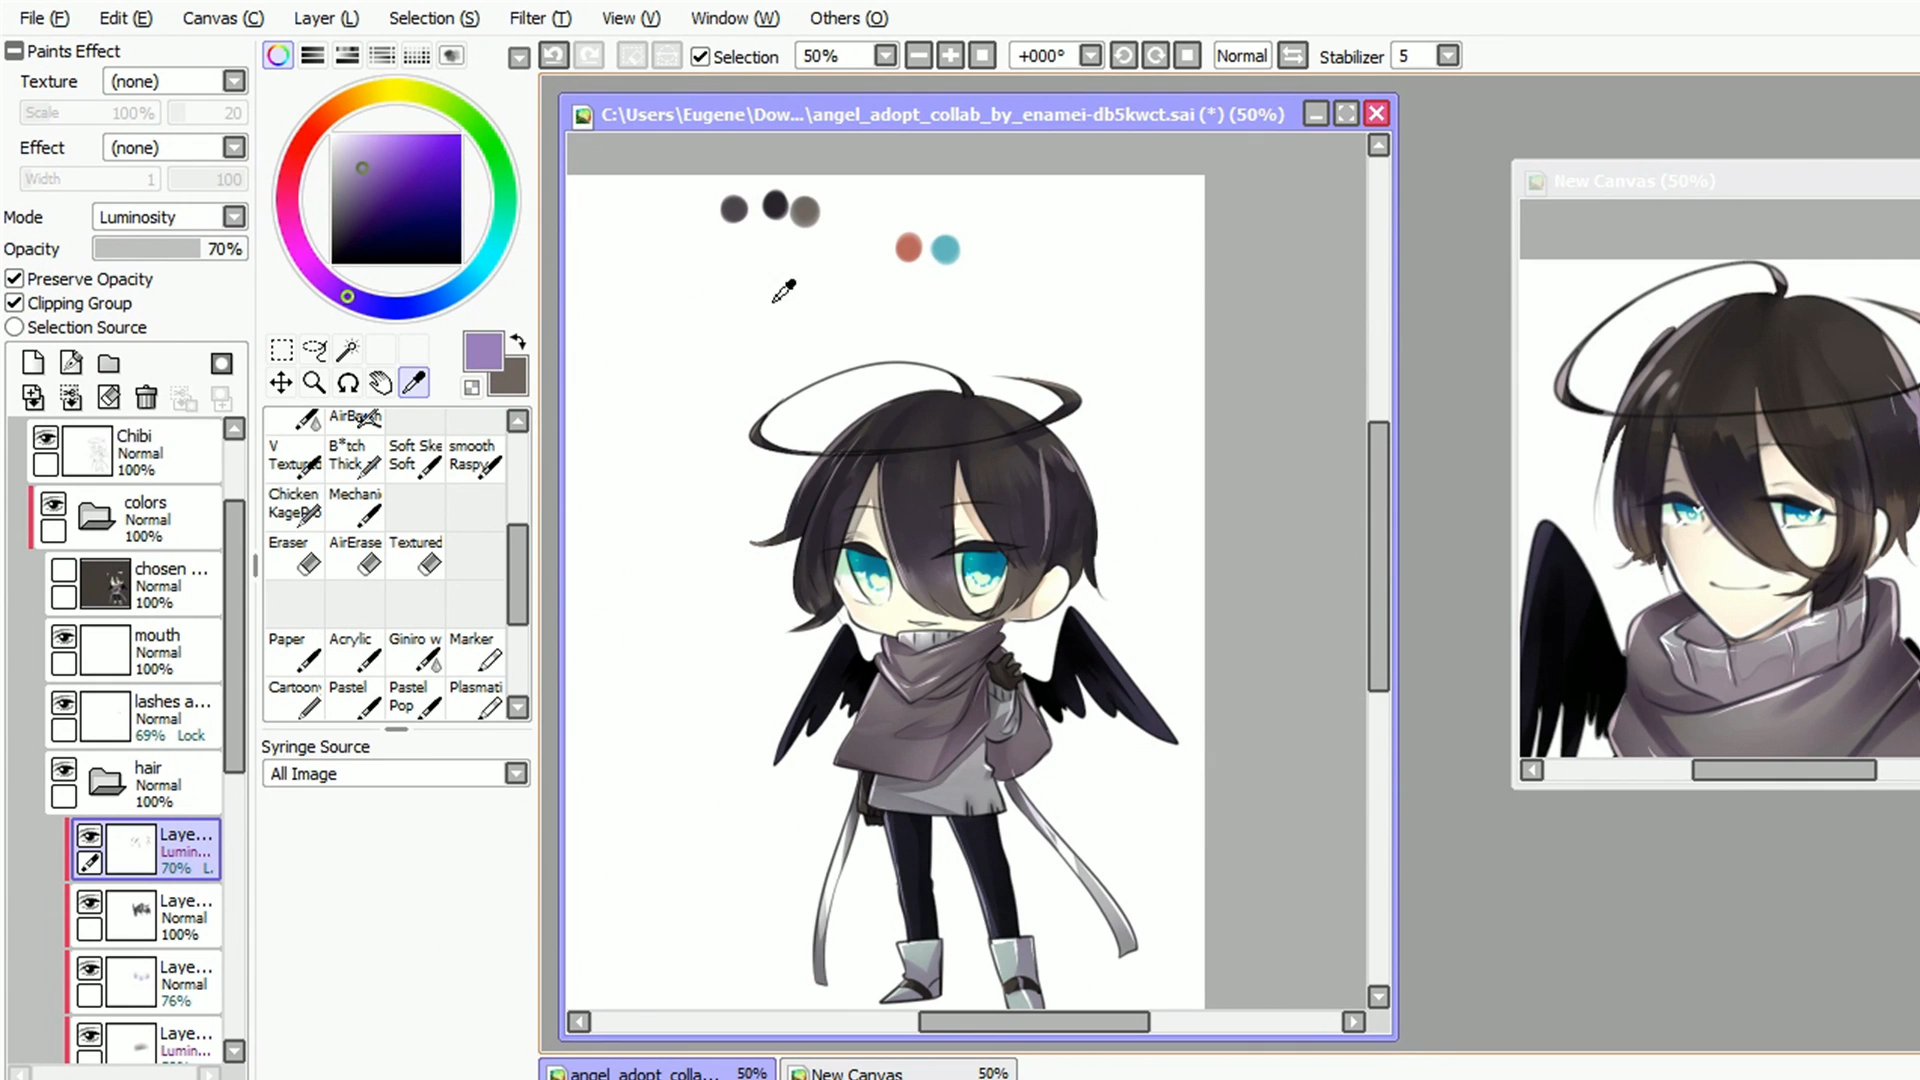 File (F) Edit (E) Canvas (C) Layer (L) Selection (S) Filter (T) View (V) Window (W) Others (O)
Paints Effect
Texture (none)
Scale 100% 20
Effect (none)
Width 1 100
Mode Luminosity
Opacity 70%
Preserve Opacity
Clipping Group
Selection Source
Chibi
Normal
100%
colors
Normal
100%
chosen ...
Normal
100%
mouth
Normal
100%
lashes a...
Normal
69% Lock
hair
Normal
100%
Laye...
Lumin...
70% L.
Laye...
Normal
100%
Laye...
Normal
76%
Laye...
Lumin...
Selection 50% +000° Normal Stabilizer 5
V
B*tch Soft Ske smooth
Thick Soft Raspy
Chicken Mechani
Eraser AirErase Textured
Paper Acrylic Giniro w Marker
Cartoon Pastel Pastel Plasmati
Pop
Syringe Source
All Image
C:\Users\Eugene\Dow...\angel_adopt_collab_by_enamei-db5kwct.sai (*) (50%)
New Canvas (50%)
angel_adopt_colla... 50% New Canvas 50%